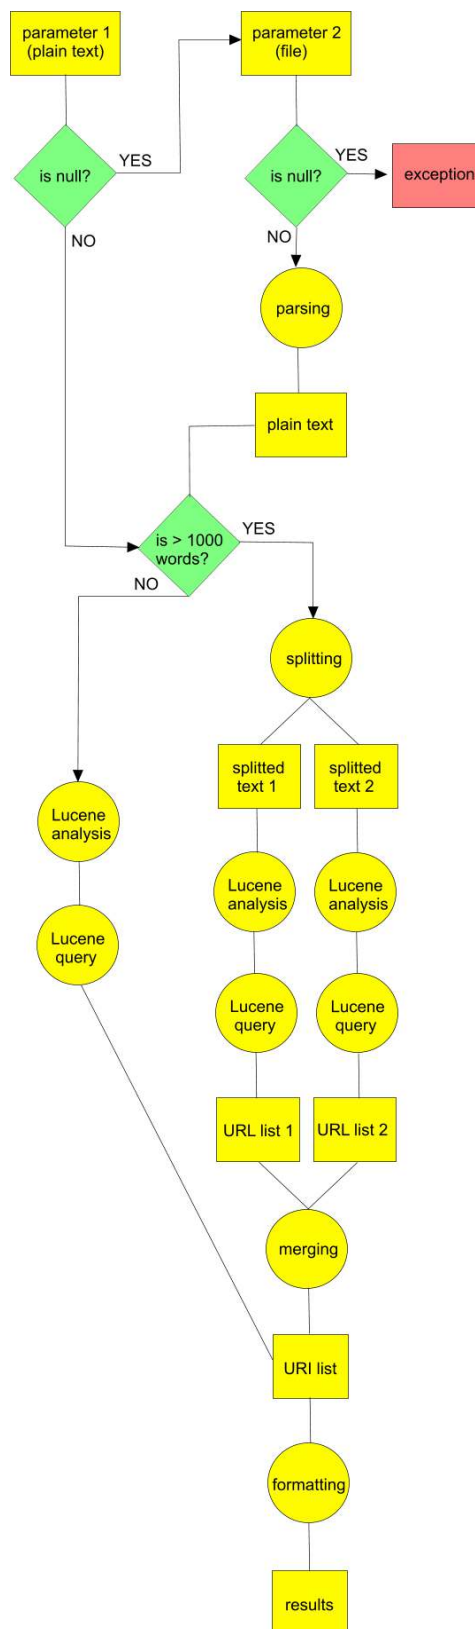 parameter 1
(plain text)
parameter 2
(file)
is null?
YES
is null?
YES
exception
NO
NO
parsing
plain text
is > 1000
words?
YES
NO
splitting
splitted
text 1
splitted
text 2
Lucene
analysis
Lucene
analysis
Lucene
analysis
Lucene
query
Lucene
query
Lucene
query
URL list 1
URL list 2
merging
URI list
formatting
results